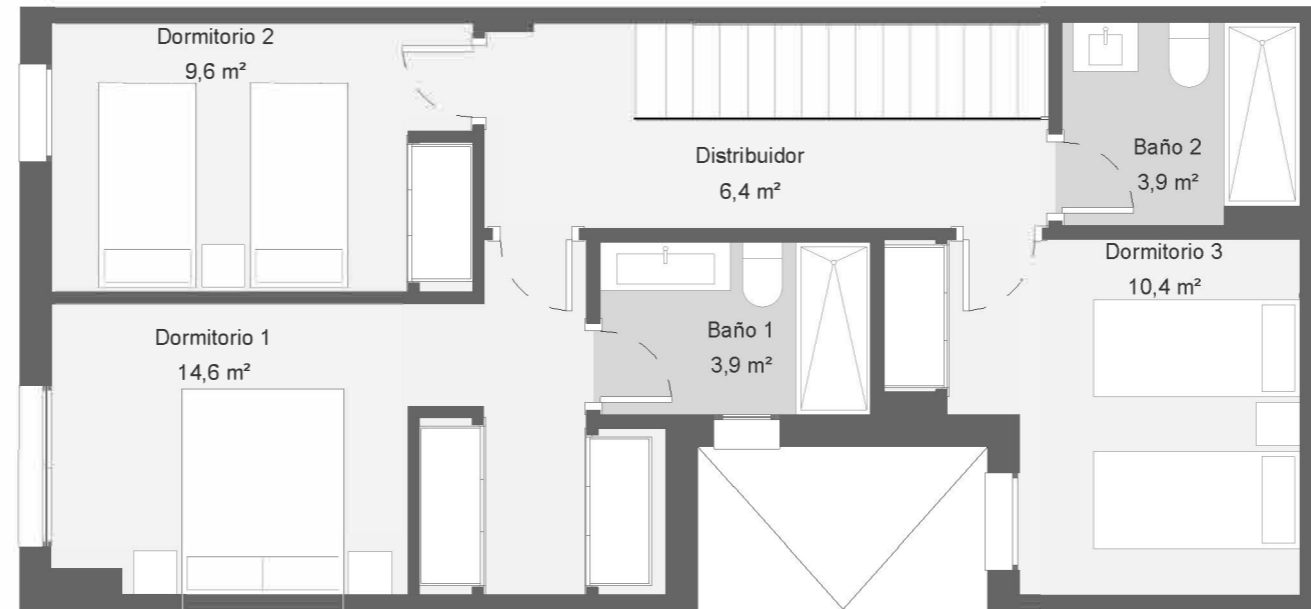 Dormitorio 2
9,6 m²
Distribuidor
6,4 m²
Baño 2
3,9 m²
Dormitorio 3
10,4 m²
Dormitorio 1
14,6 m²
Baño 1
3,9 m²